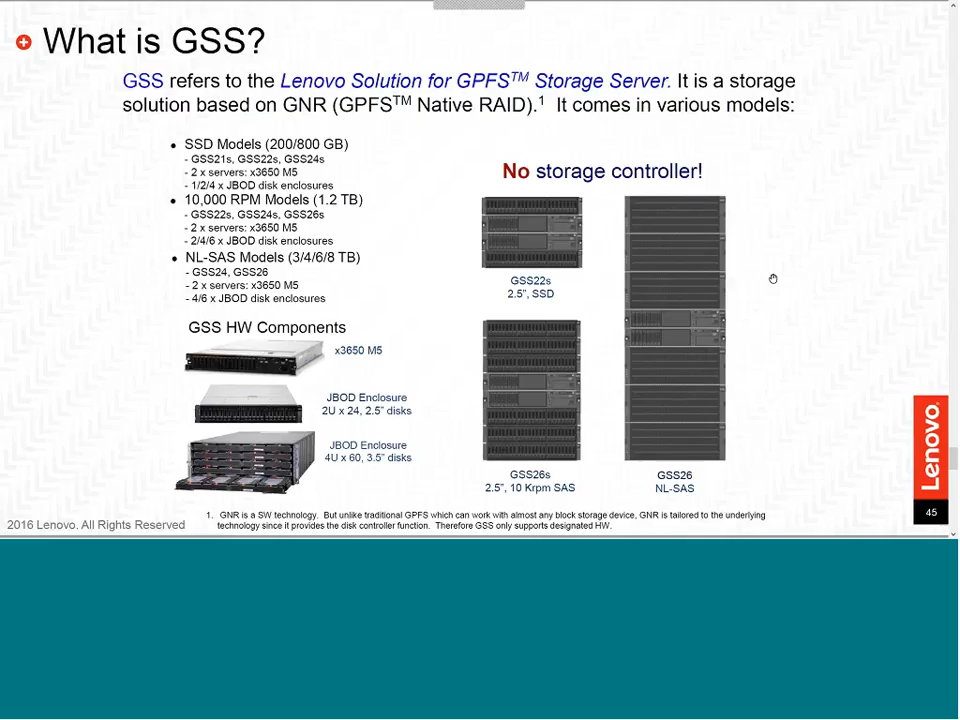 What is GSS?
GSS refers to the Lenovo Solution for GPFS™ Storage Server. It is a storage
solution based on GNR (GPFS™ Native RAID).¹ It comes in various models:
• SSD Models (200/800 GB)
- GSS21s, GSS22s, GSS24s
- 2 x servers: x3650 M5
- 1/2/4 x JBOD disk enclosures
• 10,000 RPM Models (1.2 TB)
- GSS22s, GSS24s, GSS26s
- 2 x servers: x3650 M5
- 2/4/6 x JBOD disk enclosures
• NL-SAS Models (3/4/6/8 TB)
- GSS24, GSS26
- 2 x servers: x3650 M5
- 4/6 x JBOD disk enclosures
GSS HW Components
x3650 M5
JBOD Enclosure
2U x 24, 2.5” disks
JBOD Enclosure
4U x 60, 3.5” disks
No storage controller!
GSS22s
2.5”, SSD
GSS26s
2.5”, 10 Krpm SAS
GSS26
NL-SAS
Lenovo
1. GNR is a SW technology. But unlike traditional GPFS which can work with almost any block storage device, GNR is tailored to the underlying
technology since it provides the disk controller function. Therefore GSS only supports designated HW.
2016 Lenovo. All Rights Reserved
45